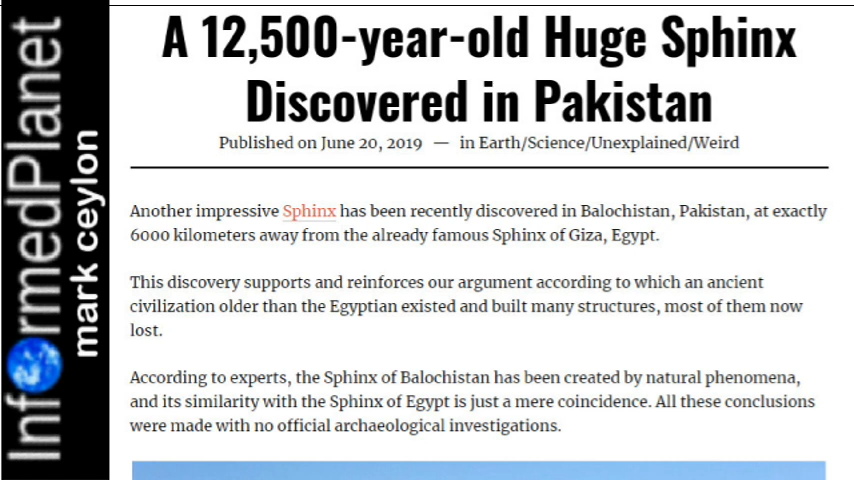 InformedPlanet
mark ceylon
A 12,500-year-old Huge Sphinx
Discovered in Pakistan
Published on June 20, 2019 — in Earth/Science/Unexplained/Weird
Another impressive Sphinx has been recently discovered in Balochistan, Pakistan, at exactly
6000 kilometers away from the already famous Sphinx of Giza, Egypt.
This discovery supports and reinforces our argument according to which an ancient
civilization older than the Egyptian existed and built many structures, most of them now
lost.
According to experts, the Sphinx of Balochistan has been created by natural phenomena,
and its similarity with the Sphinx of Egypt is just a mere coincidence. All these conclusions
were made with no official archaeological investigations.